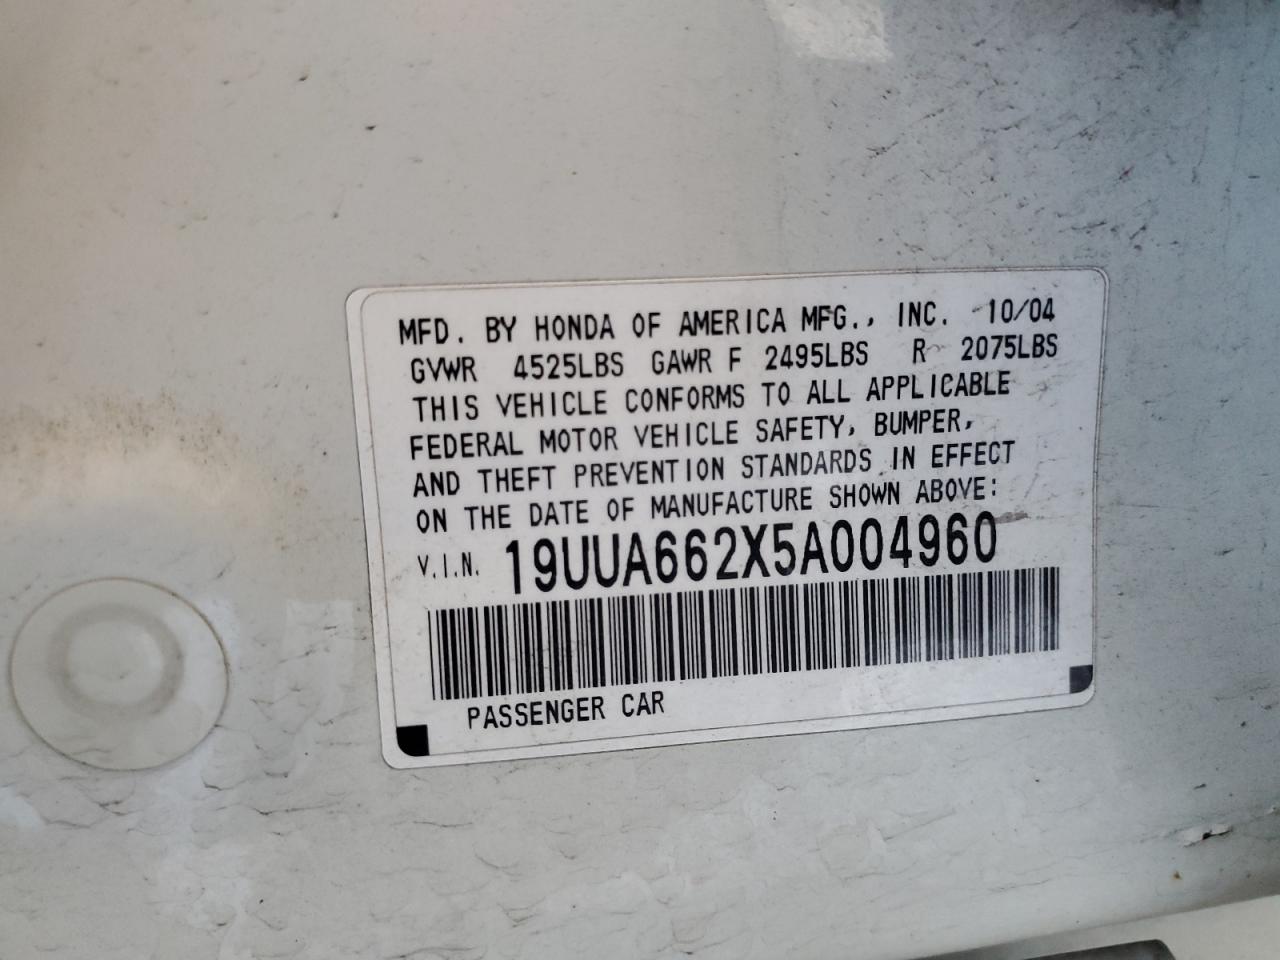 MFD. BY HONDA OF AMERICA MFG., INC. 10/04
GVWR 4525LBS GAWR F 2495LBS R 2075LBS
THIS VEHICLE CONFORMS TO ALL APPLICABLE
FEDERAL MOTOR VEHICLE SAFETY, BUMPER,
AND THEFT PREVENTION STANDARDS IN EFFECT
ON THE DATE OF MANUFACTURE SHOWN ABOVE:
V.I.N. 19UUA662X5A004960
PASSENGER CAR